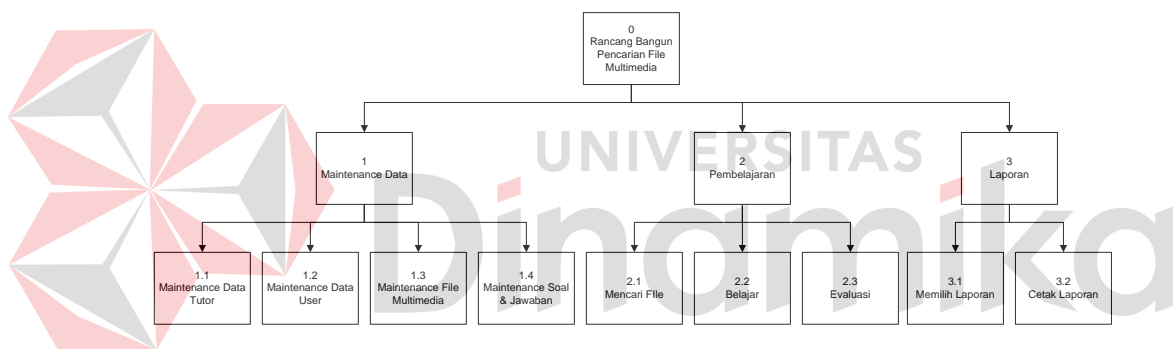 0
Rancang Bangun
Pencarian File
Multimedia
UNIVERSITAS
Dinamika
1
Maintenance Data
2
Pembelajaran
3
Laporan
1.1
Maintenance Data
Tutor
1.2
Maintenance Data
User
1.3
Maintenance File
Multimedia
1.4
Maintenance Soal
& Jawaban
2.1
Mencari FIle
2.2
Belajar
2.3
Evaluasi
3.1
Memilih Laporan
3.2
Cetak Laporan